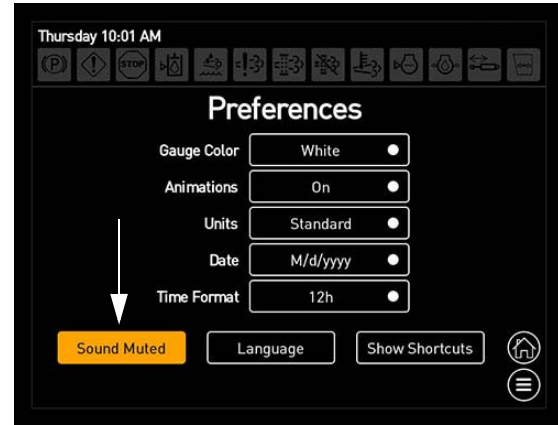 Thursday 10:01 AM
P
STOP
Preferences
Gauge Color White
Animations On
Units Standard
Date M/d/yyyy
Time Format 12h
Sound Muted Language Show Shortcuts